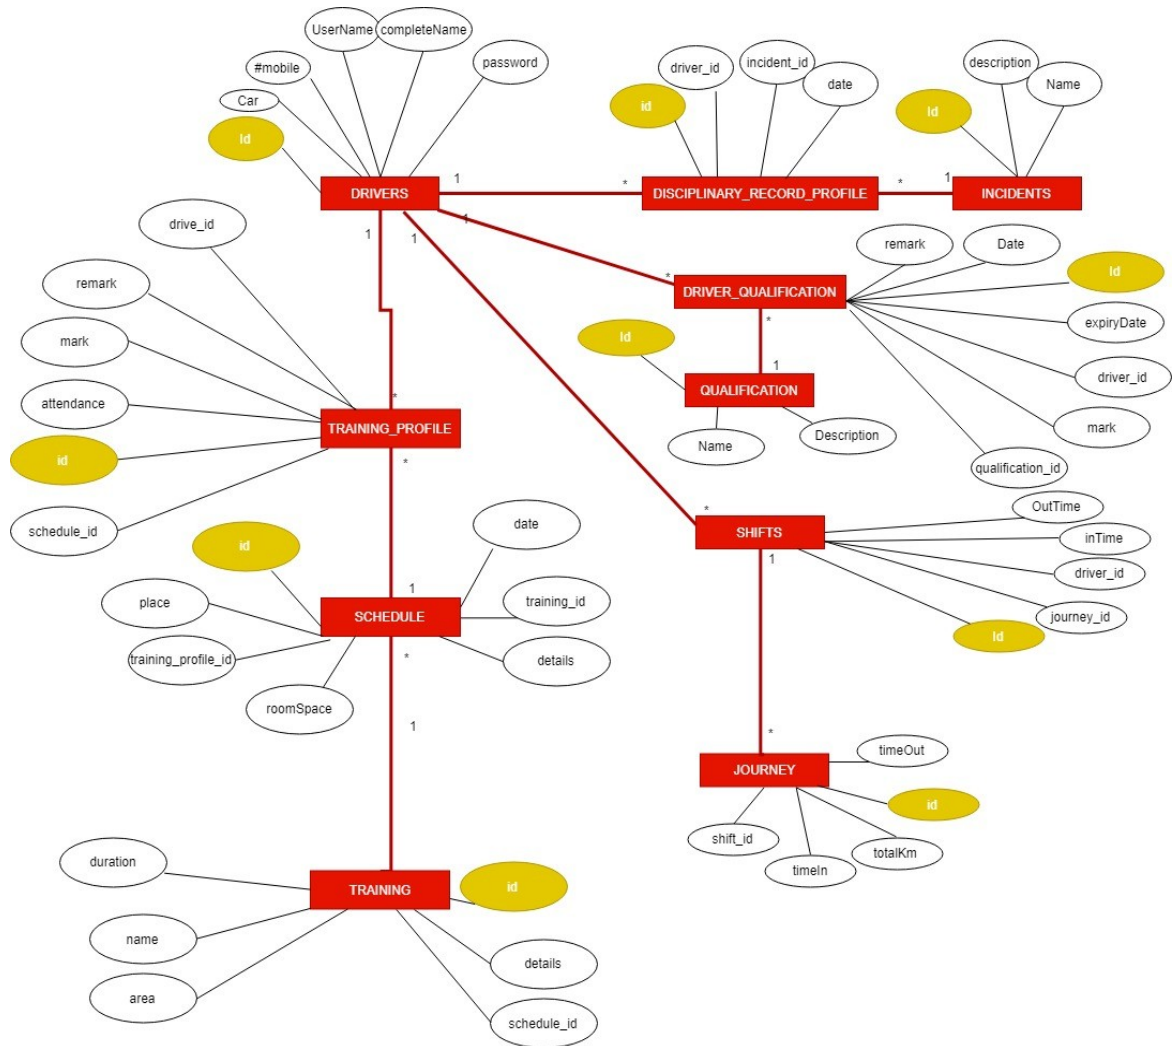 UserName
completeName
#mobile
password
Car
Id
DRIVERS
driver_id
incident_id
id
date
DISCIPLINARY_RECORD_PROFILE
description
Name
Id
INCIDENTS
1
*
*
1
1
1
1
*
drive_id
remark
mark
attendance
id
schedule_id
*
TRAINING_PROFILE
*
remark
Date
Id
DRIVER_QUALIFICATION
expiryDate
driver_id
mark
qualification_id
*
Id
1
QUALIFICATION
Name
Description
*
SHIFTS
1
OutTime
inTime
driver_id
journey_id
Id
id
date
place
1
SCHEDULE
training_id
training_profile_id
details
roomSpace
*
1
*
JOURNEY
timeOut
id
shift_id
timeIn
totalKm
duration
TRAINING
id
name
area
details
schedule_id